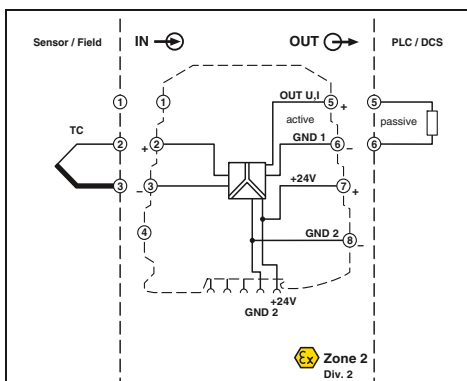 Sensor / Field
IN
OUT
PLC / DCS
1
1
OUT U,I
5
+
5
active
passive
TC
2
+
2
GND 1
6
–
6
3
–
3
+24V
7
+
4
GND 2
8
–
+24V
GND 2
Ex
Zone 2
Div. 2